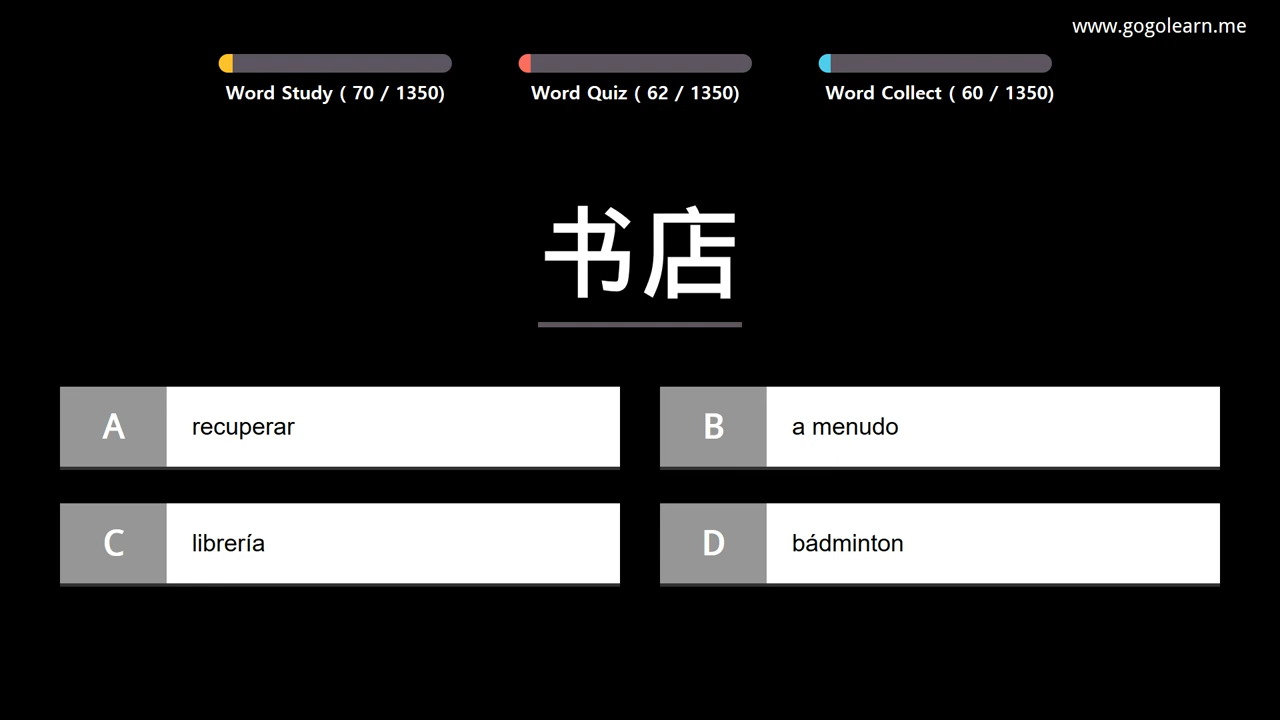 www.gogolearn.me
Word Study ( 70 / 1350)
Word Quiz ( 62 / 1350)
Word Collect ( 60 / 1350)
书店
A recuperar
B a menudo
C librería
D bádminton